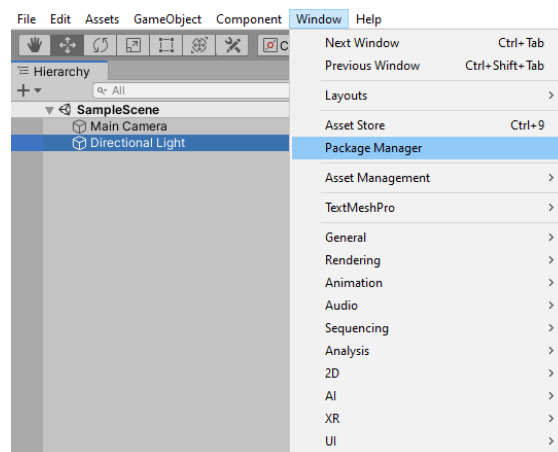 File Edit Assets GameObject Component Window Help
C
Hierarchy
All
SampleScene
Main Camera
Directional Light
Next Window Ctrl+Tab
Previous Window Ctrl+Shift+Tab
Layouts
Asset Store Ctrl+9
Package Manager
Asset Management
TextMeshPro
General
Rendering
Animation
Audio
Sequencing
Analysis
2D
AI
XR
UI